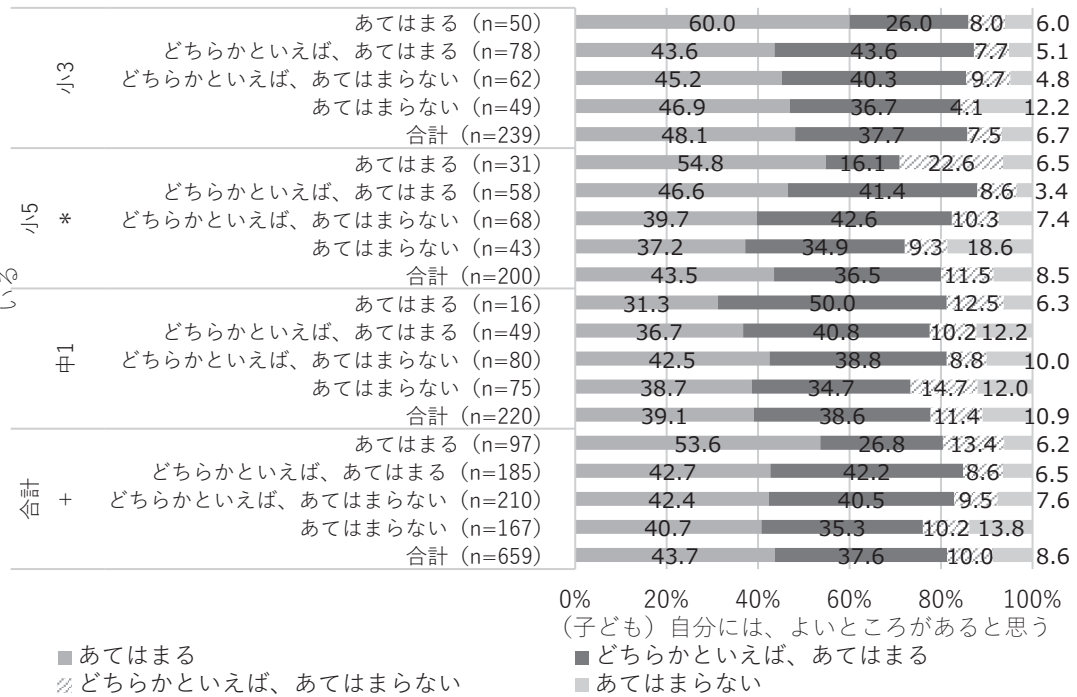 いる
小3
あてはまる（n=50） 60.0 26.0 8.0 6.0
どちらかといえば、あてはまる（n=78） 43.6 43.6 7.7 5.1
どちらかといえば、あてはまらない（n=62） 45.2 40.3 9.7 4.8
あてはまらない（n=49） 46.9 36.7 4.1 12.2
合計（n=239） 48.1 37.7 7.5 6.7
小5
*
あてはまる（n=31） 54.8 16.1 22.6 6.5
どちらかといえば、あてはまる（n=58） 46.6 41.4 8.6 3.4
どちらかといえば、あてはまらない（n=68） 39.7 42.6 10.3 7.4
あてはまらない（n=43） 37.2 34.9 9.3 18.6
合計（n=200） 43.5 36.5 11.5 8.5
中1
あてはまる（n=16） 31.3 50.0 12.5 6.3
どちらかといえば、あてはまる（n=49） 36.7 40.8 10.2 12.2
どちらかといえば、あてはまらない（n=80） 42.5 38.8 8.8 10.0
あてはまらない（n=75） 38.7 34.7 14.7 12.0
合計（n=220） 39.1 38.6 11.4 10.9
合計
+
あてはまる（n=97） 53.6 26.8 13.4 6.2
どちらかといえば、あてはまる（n=185） 42.7 42.2 8.6 6.5
どちらかといえば、あてはまらない（n=210） 42.4 40.5 9.5 7.6
あてはまらない（n=167） 40.7 35.3 10.2 13.8
合計（n=659） 43.7 37.6 10.0 8.6
0% 20% 40% 60% 80% 100%
（子ども）自分には、よいところがあると思う
あてはまる
どちらかといえば、あてはまる
どちらかといえば、あてはまらない
あてはまらない